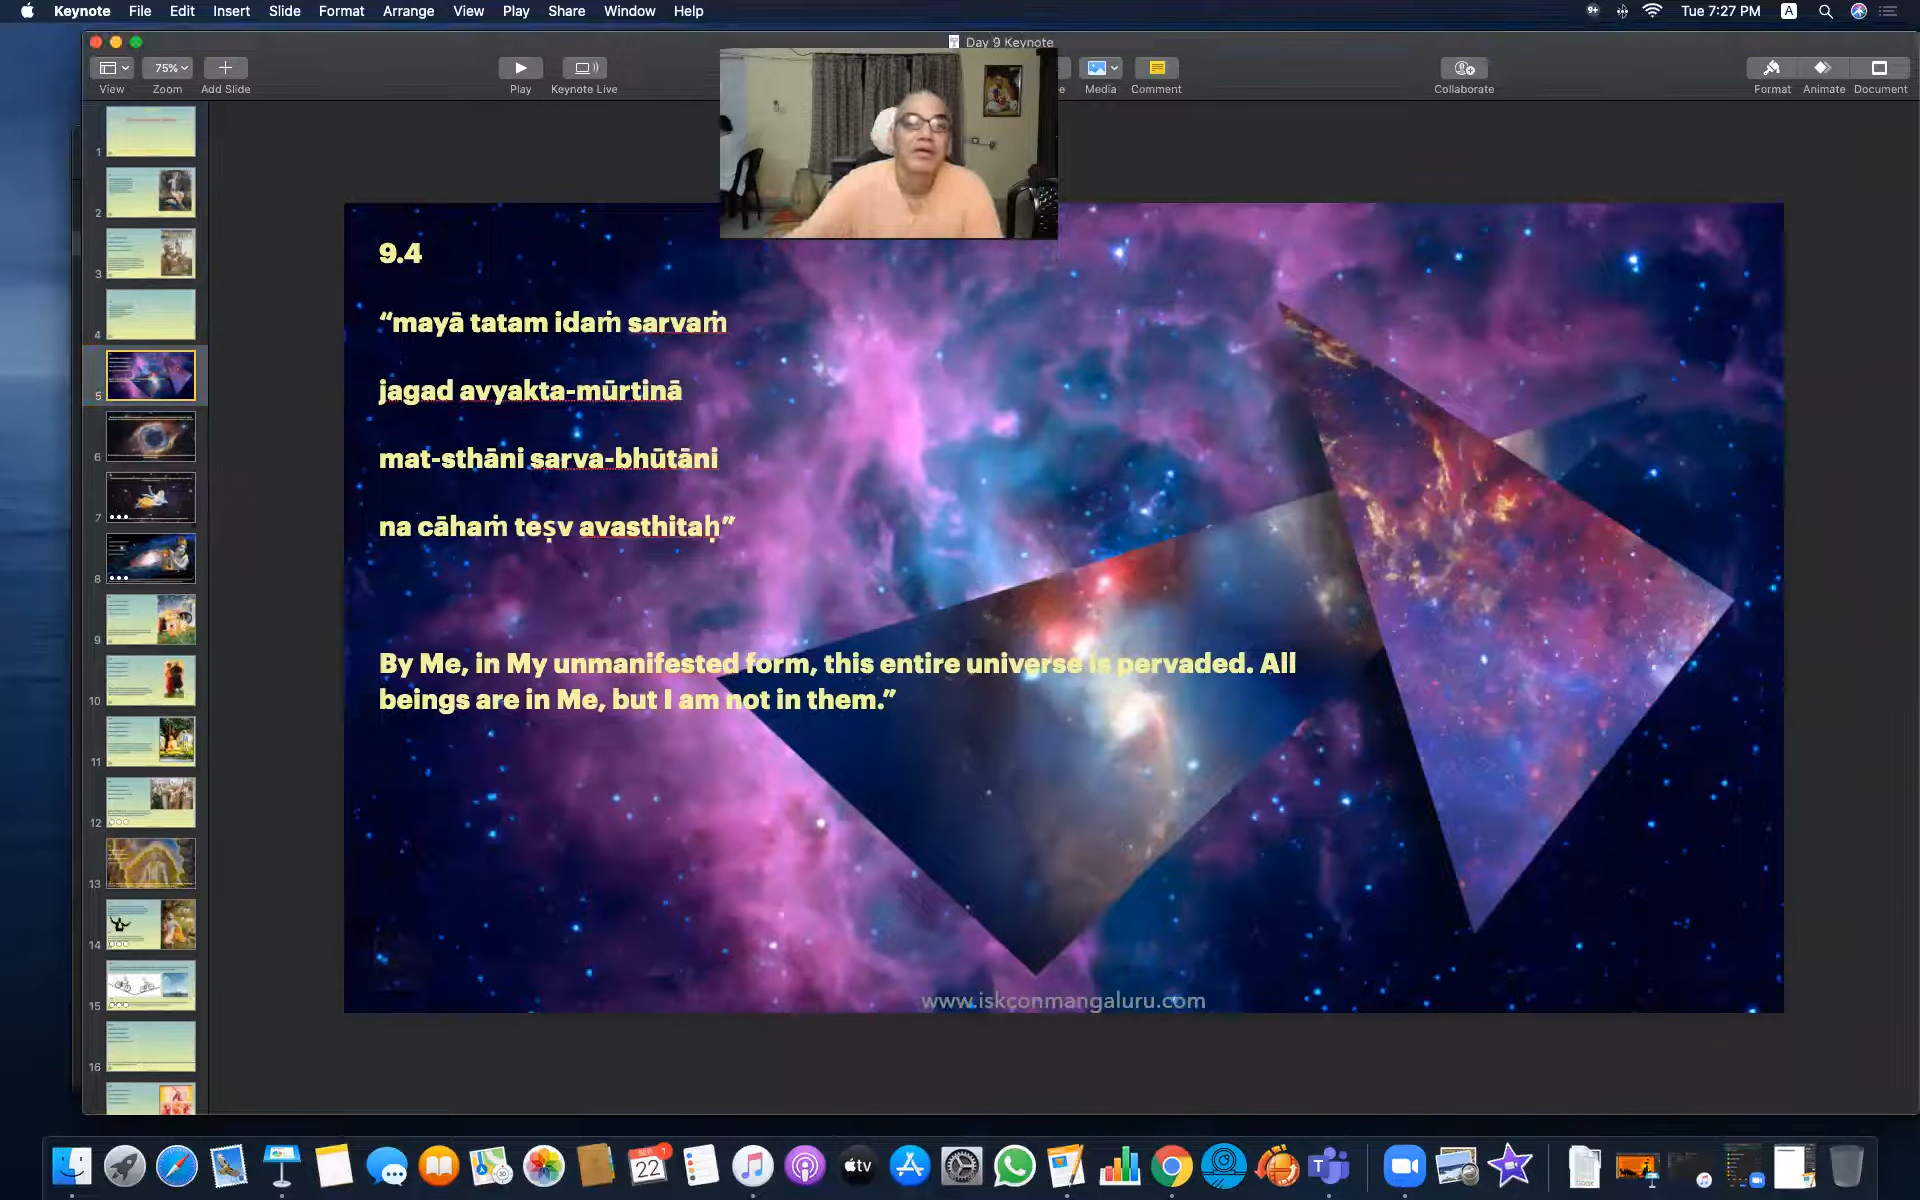 Keynote File Edit Insert Slide Format Arrange View Play Share Window Help
9+ Tue 7:27 PM A
Day 9 Keynote
75%
View Zoom Add Slide Play Keynote Live Media Comment Collaborate Format Animate Document
1
2
3
4
5
6
7
8
9
10
11
12
13
14
15
16
9.4
“mayā tatam idaṁ sarvaṁ
jagad avyakta-mūrtinā
mat-sthāni sarva-bhūtāni
na cāhaṁ teṣv avasthitaḥ”
By Me, in My unmanifested form, this entire universe is pervaded. All
beings are in Me, but I am not in them.”
www.iskconmangaluru.com
SEP
22
1
tv